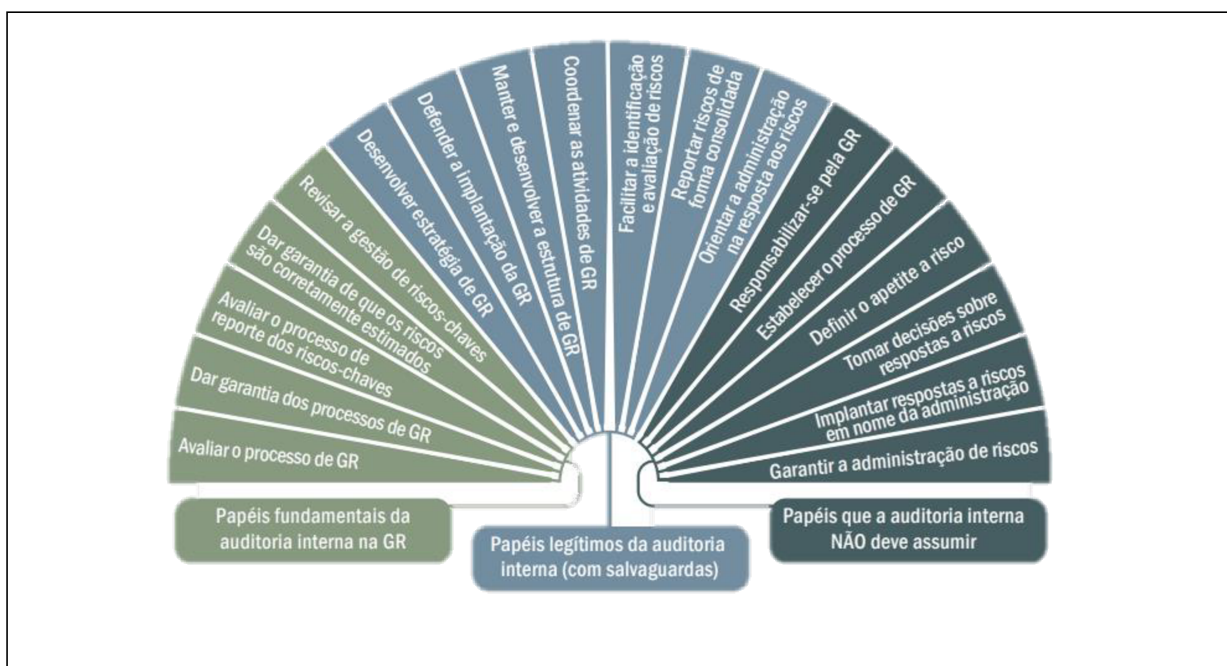 Avaliar o processo de GR
Dar garantia dos processos de GR
Avaliar o processo de
reporte dos riscos-chaves
Dar garantia de que os riscos
são corretamente estimados
Revisar a gestão de riscos-chaves
Desenvolver estratégia de GR
Defender a implantação da GR
Manter e desenvolver a estrutura de GR
Coordenar as atividades de GR
Facilitar a identificação
e avaliação de riscos
Reportar riscos de
forma consolidada
Orientar a administração
na resposta aos riscos
Responsabilizar-se pela GR
Estabelecer o processo de GR
Definir o apetite a risco
Tomar decisões sobre
respostas a riscos
Implantar respostas a riscos
em nome da administração
Garantir a administração de riscos
Papéis fundamentais da
auditoria interna na GR
Papéis legítimos da auditoria
interna (com salvaguardas)
Papéis que a auditoria interna
NÃO deve assumir